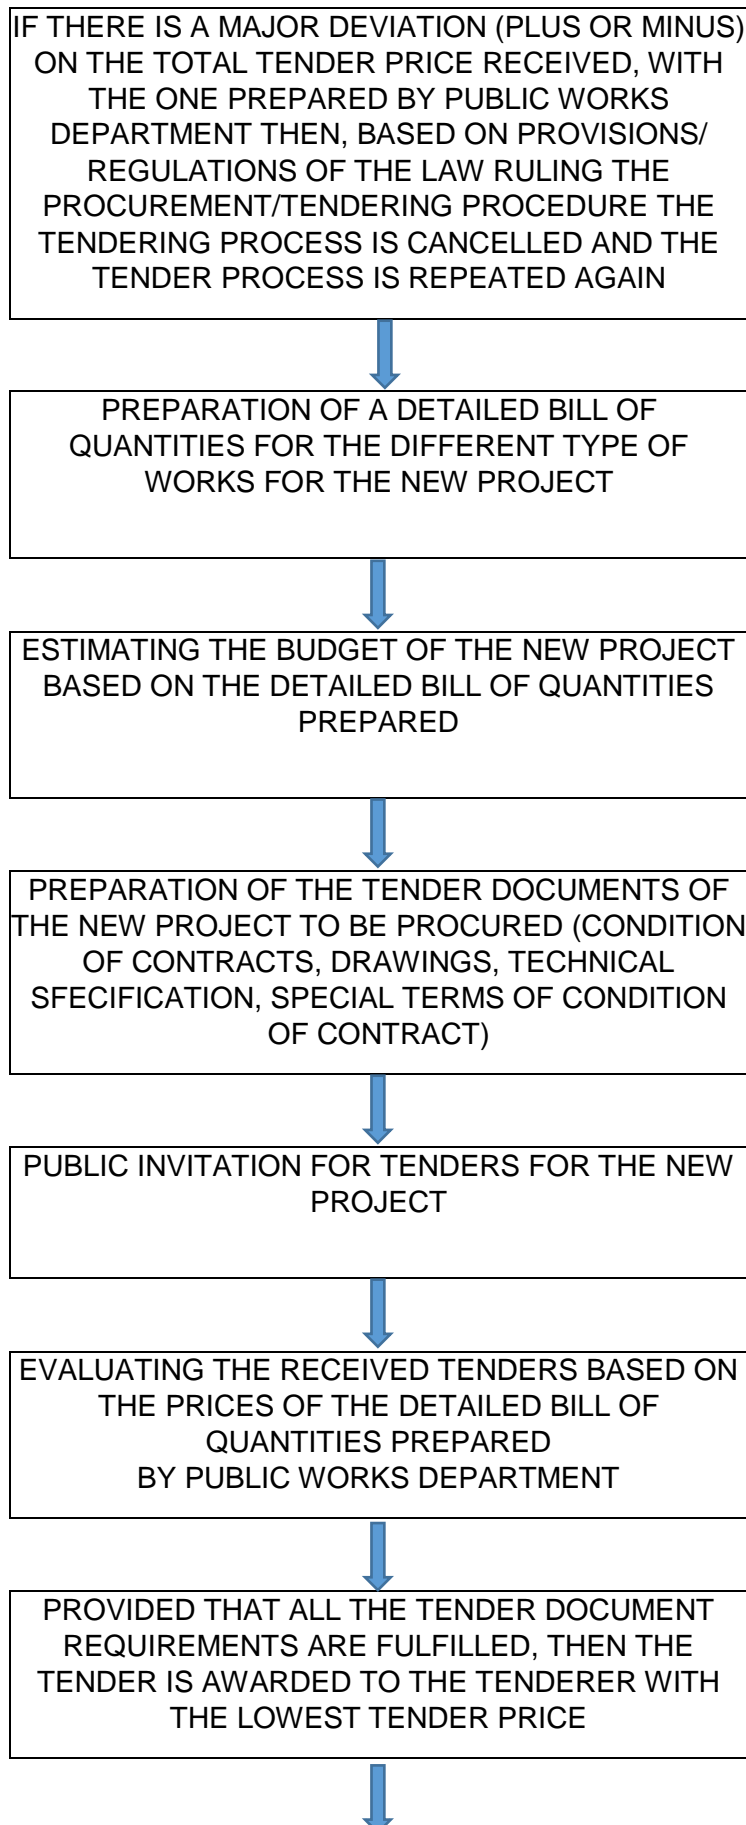 IF THERE IS A MAJOR DEVIATION (PLUS OR MINUS)
ON THE TOTAL TENDER PRICE RECEIVED, WITH
THE ONE PREPARED BY PUBLIC WORKS
DEPARTMENT THEN, BASED ON PROVISIONS/
REGULATIONS OF THE LAW RULING THE
PROCUREMENT/TENDERING PROCEDURE THE
TENDERING PROCESS IS CANCELLED AND THE
TENDER PROCESS IS REPEATED AGAIN
PREPARATION OF A DETAILED BILL OF
QUANTITIES FOR THE DIFFERENT TYPE OF
WORKS FOR THE NEW PROJECT
ESTIMATING THE BUDGET OF THE NEW PROJECT
BASED ON THE DETAILED BILL OF QUANTITIES
PREPARED
PREPARATION OF THE TENDER DOCUMENTS OF
THE NEW PROJECT TO BE PROCURED (CONDITION
OF CONTRACTS, DRAWINGS, TECHNICAL
SFECIFICATION, SPECIAL TERMS OF CONDITION
OF CONTRACT)
PUBLIC INVITATION FOR TENDERS FOR THE NEW
PROJECT
EVALUATING THE RECEIVED TENDERS BASED ON
THE PRICES OF THE DETAILED BILL OF
QUANTITIES PREPARED
BY PUBLIC WORKS DEPARTMENT
PROVIDED THAT ALL THE TENDER DOCUMENT
REQUIREMENTS ARE FULFILLED, THEN THE
TENDER IS AWARDED TO THE TENDERER WITH
THE LOWEST TENDER PRICE